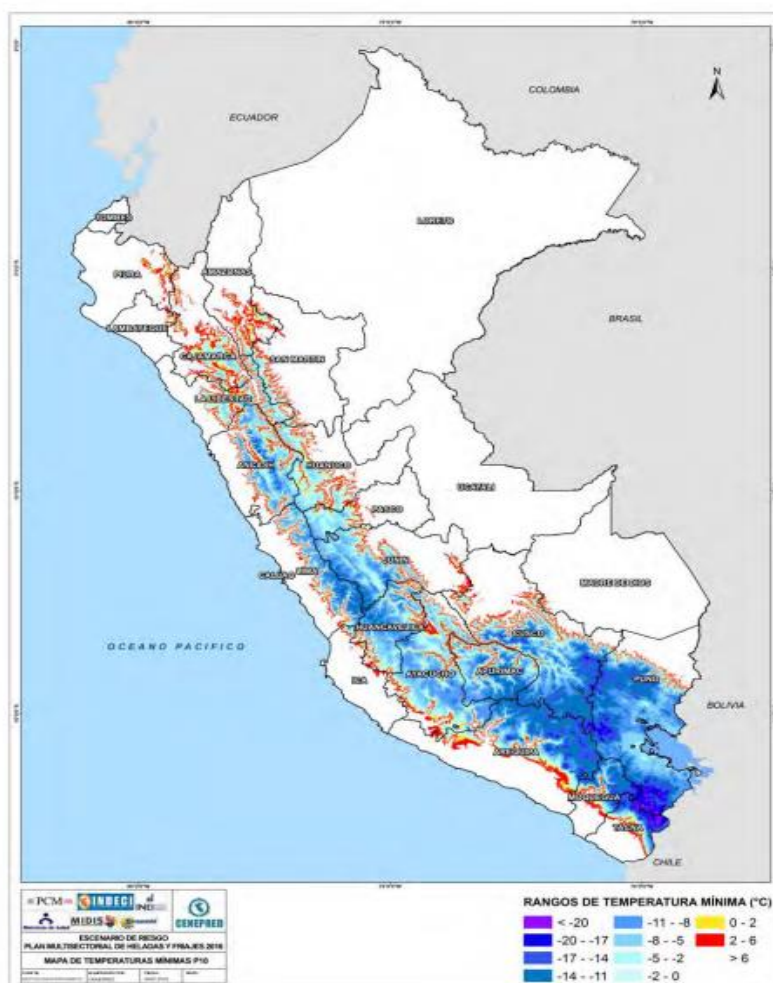 N
COLOMBIA
ECUADOR
TUMBES
LORETO
PIURA
AMAZONAS
LAMBAYEQUE
CAJAMARCA
SAN MARTIN
BRASIL
LA LIBERTAD
ANCASH
HUANUCO
UCAYALI
PASCO
JUNIN
CALLAO
LIMA
MADRE DE DIOS
HUANCAVELICA
CUSCO
OCEANO PACIFICO
ICA
AYACUCHO
APURIMAC
PUNO
BOLIVIA
AREQUIPA
MOQUEGUA
TACNA
CHILE
PCM
INDECI
MIDIS
CENEPRED
ESCENARIO DE RIESGO
PLAN MULTISECTORIAL DE HELADAS Y FRIAJES 2016
MAPA DE TEMPERATURAS MÍNIMAS P10
RANGOS DE TEMPERATURA MÍNIMA (°C)
< -20
-20 - -17
-17 - -14
-14 - -11
-11 - -8
-8 - -5
-5 - -2
-2 - 0
0 - 2
2 - 6
> 6